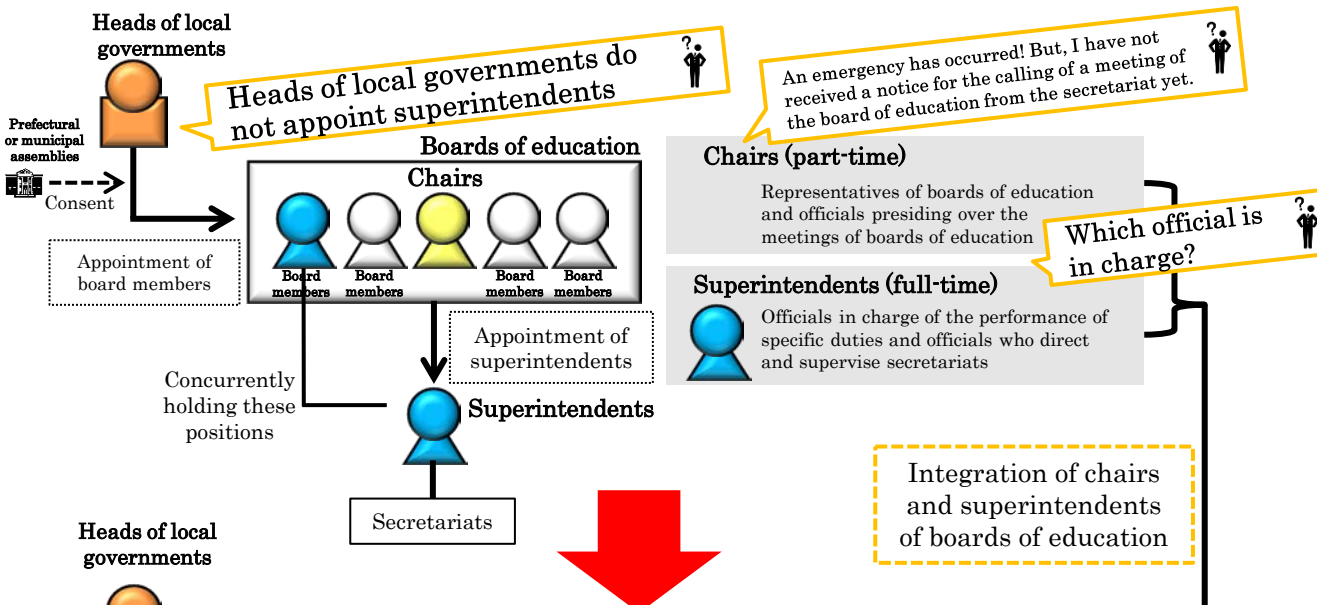 Heads of local
governments
Heads of local governments do
not appoint superintendents
?
An emergency has occurred! But, I have not
received a notice for the calling of a meeting of
the board of education from the secretariat yet.
?
Prefectural
or municipal
assemblies
Consent
Appointment of
board members
Boards of education
Chairs
Board
members
Board
members
Board
members
Board
members
Chairs (part-time)
Representatives of boards of education
and officials presiding over the
meetings of boards of education
Which official is
in charge?
?
Superintendents (full-time)
Officials in charge of the performance of
specific duties and officials who direct
and supervise secretariats
Appointment of
superintendents
Concurrently
holding these
positions
Superintendents
Secretariats
Integration of chairs
and superintendents
of boards of education
Heads of local
governments